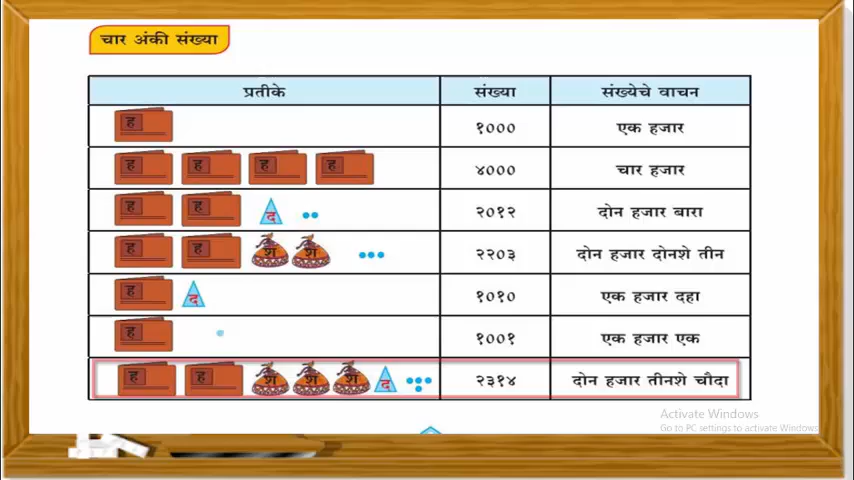 चार अंकी संख्या
प्रतीके संख्या संख्येचे वाचन
ह १००० एक हजार
ह ह ह ह ४००० चार हजार
ह ह द २०१२ दोन हजार बारा
ह ह श श २२०३ दोन हजार दोनशे तीन
ह द १०१० एक हजार दहा
ह १००१ एक हजार एक
ह ह श श श द २३१४ दोन हजार तीनशे चौदा
Activate Windows
Go to PC settings to activate Windows.